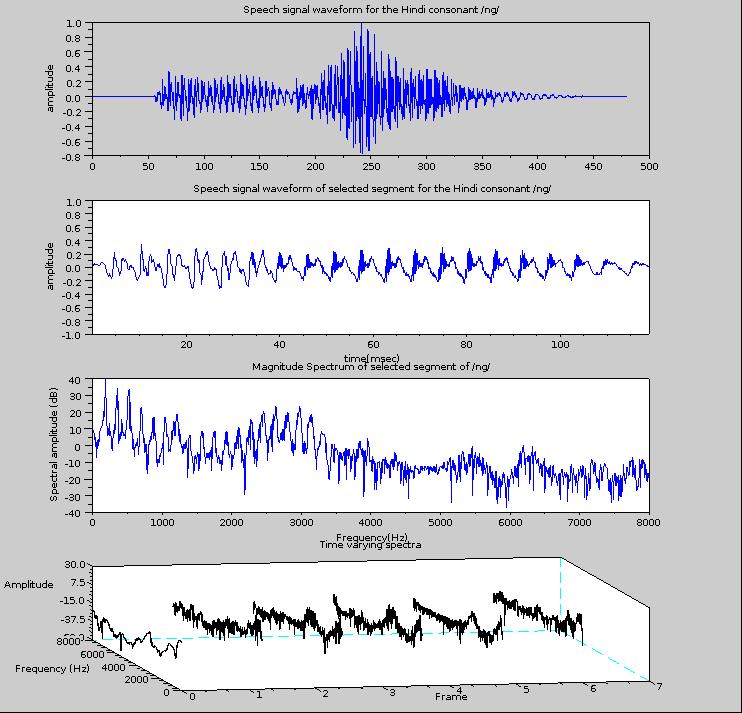 Speech signal waveform for the Hindi consonant /ng/
1.0
0.8
0.6
0.4
0.2
0.0
-0.2
-0.4
-0.6
-0.8
amplitude
0 50 100 150 200 250 300 350 400 450 500
Speech signal waveform of selected segment for the Hindi consonant /ng/
1.0
0.8
0.6
0.4
0.2
0.0
-0.2
-0.4
-0.6
-0.8
-1.0
amplitude
20 40 60 80 100
time(msec)
Magnitude Spectrum of selected segment of /ng/
40
30
20
10
0
-10
-20
-30
-40
Spectral amplitude (dB)
0 1000 2000 3000 4000 5000 6000 7000 8000
Frequency(Hz)
Time varying spectra
30.0
7.5
-15.0
-37.5
Amplitude
8000
6000
4000
2000
0
Frequency (Hz)
0 1 2 3 4 5 6 7
Frame